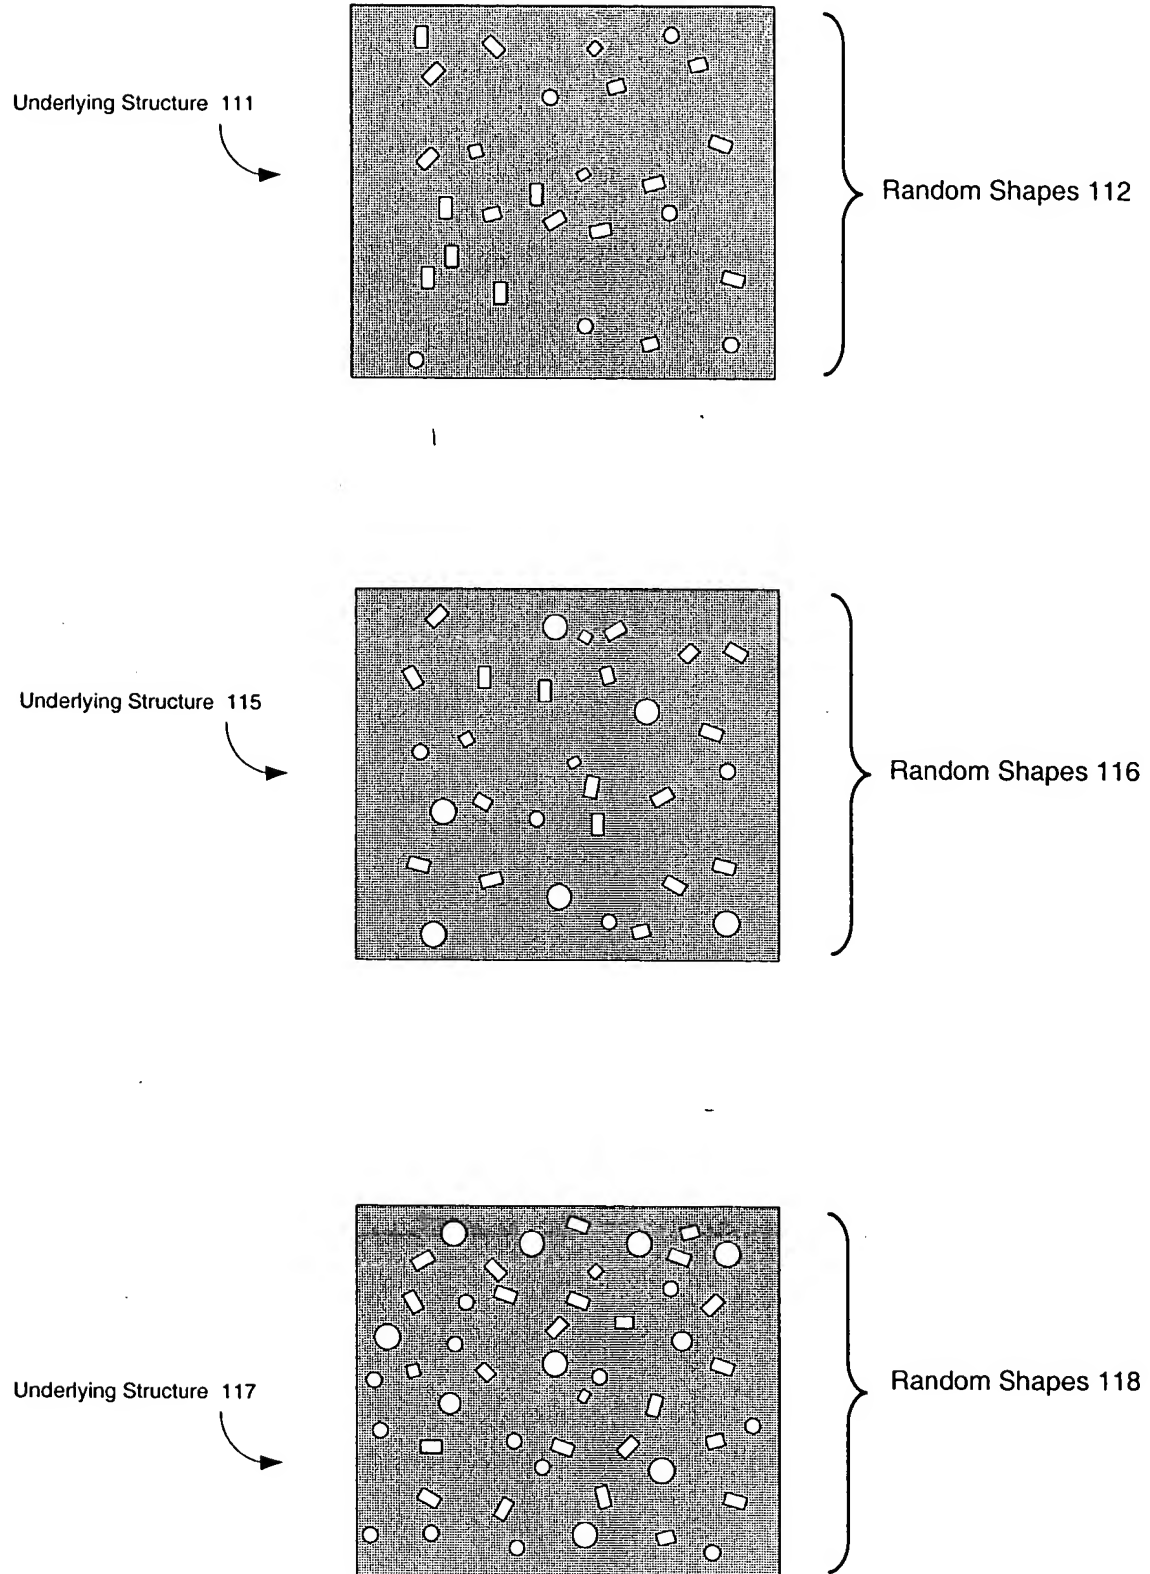 Underlying Structure 111
Random Shapes 112
Underlying Structure 115
Random Shapes 116
Underlying Structure 117
Random Shapes 118